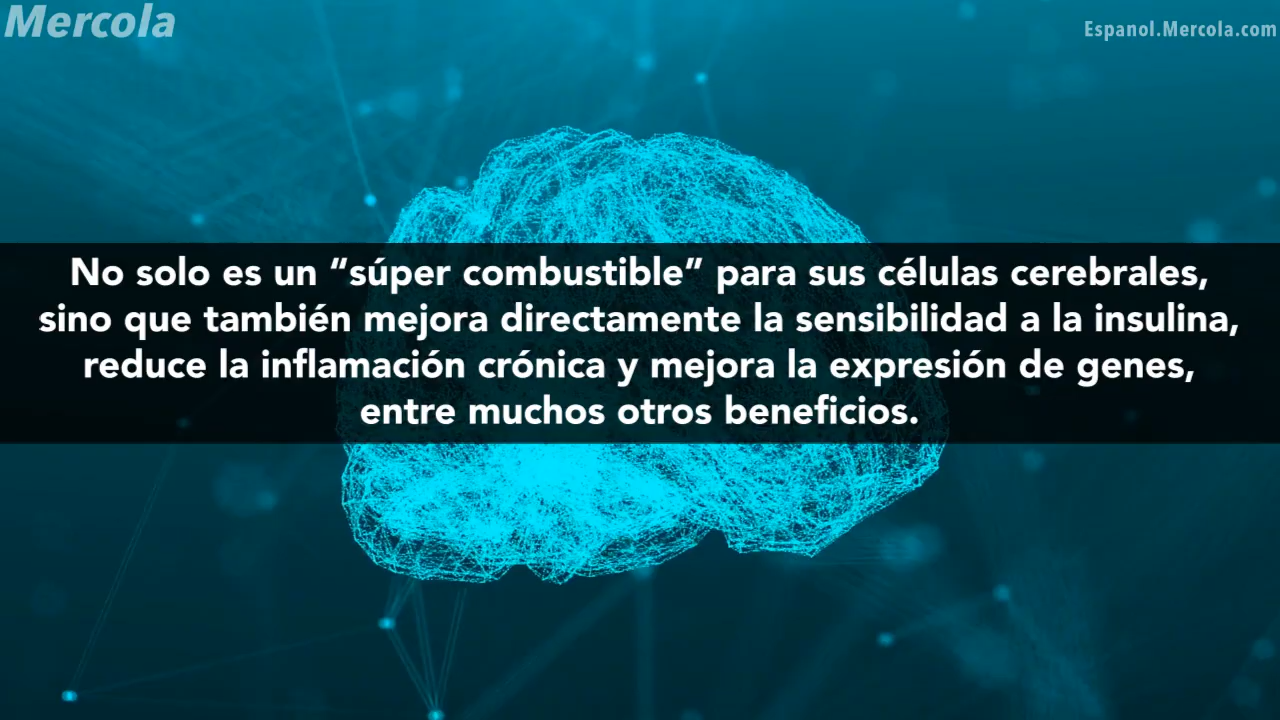 Mercola
Espanol.Mercola.com
No solo es un “súper combustible” para sus células cerebrales,
sino que también mejora directamente la sensibilidad a la insulina,
reduce la inflamación crónica y mejora la expresión de genes,
entre muchos otros beneficios.